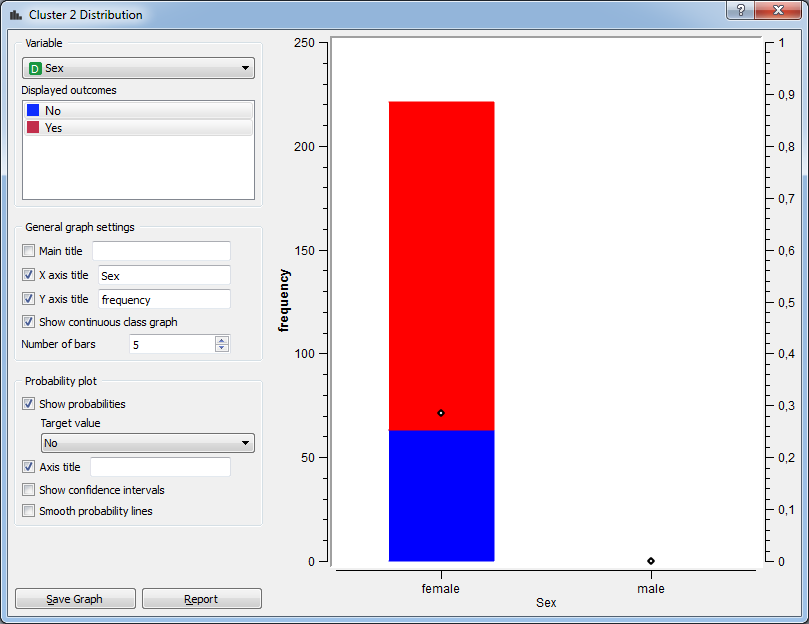 Cluster 2 Distribution
?
Variable
D Sex
Displayed outcomes
No
Yes
General graph settings
Main title
X axis title Sex
Y axis title frequency
Show continuous class graph
Number of bars 5
Probability plot
Show probabilities
Target value
No
Axis title
Show confidence intervals
Smooth probability lines
Save Graph Report
250
200
150
100
50
0
frequency
1
0,9
0,8
0,7
0,6
0,5
0,4
0,3
0,2
0,1
0
female male
Sex